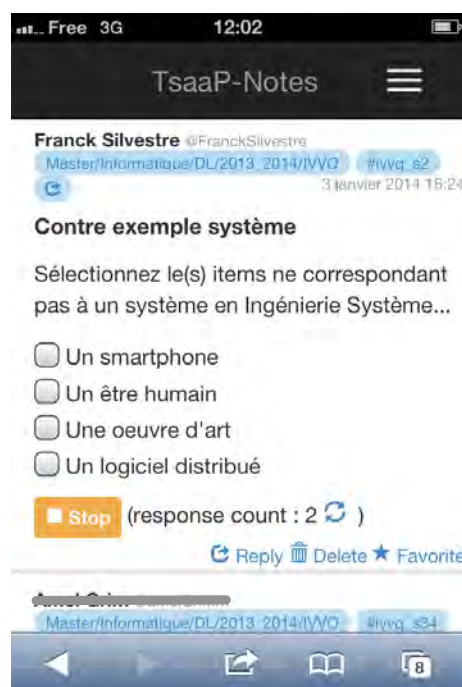 Free 3G 12:02
TsaaP-Notes
Franck Silvestre @FranckSilvestre
Master/Informatique/DL/2013_2014/IVVQ #ivvq_s2
3 janvier 2014 16:24
Contre exemple système
Sélectionnez le(s) items ne correspondant
pas à un système en Ingénierie Système...
Un smartphone
Un être humain
Une oeuvre d'art
Un logiciel distribué
Stop (response count : 2 )
Reply Delete Favorite
Master/Informatique/DL/2013_2014/IVVQ #ivvq_s34
8